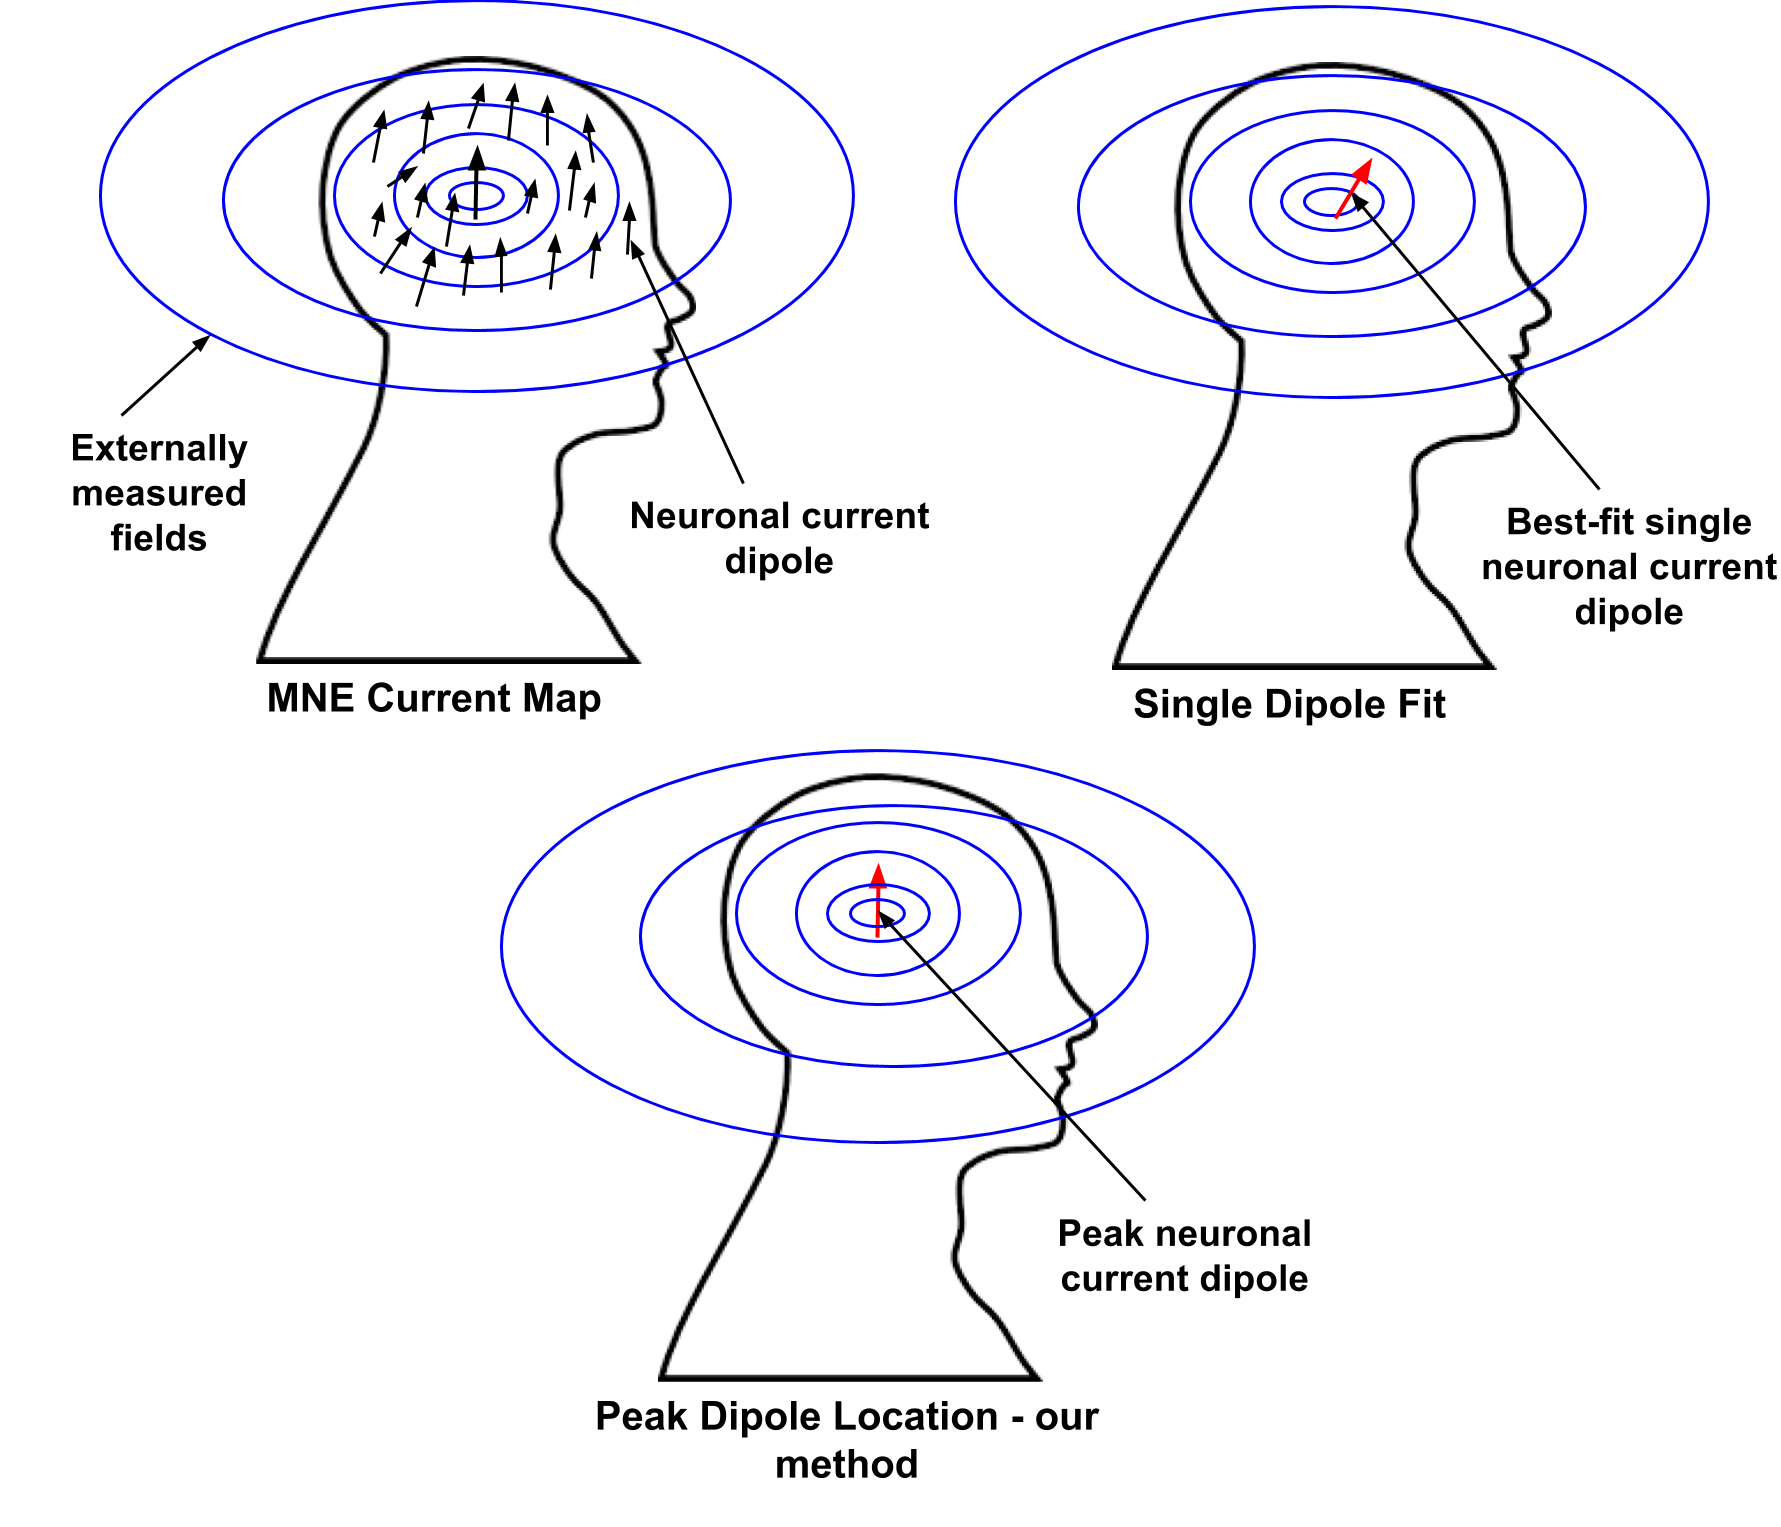 Externally
measured
fields
Neuronal current
dipole
MNE Current Map
Best-fit single
neuronal current
dipole
Single Dipole Fit
Peak neuronal
current dipole
Peak Dipole Location - our
method